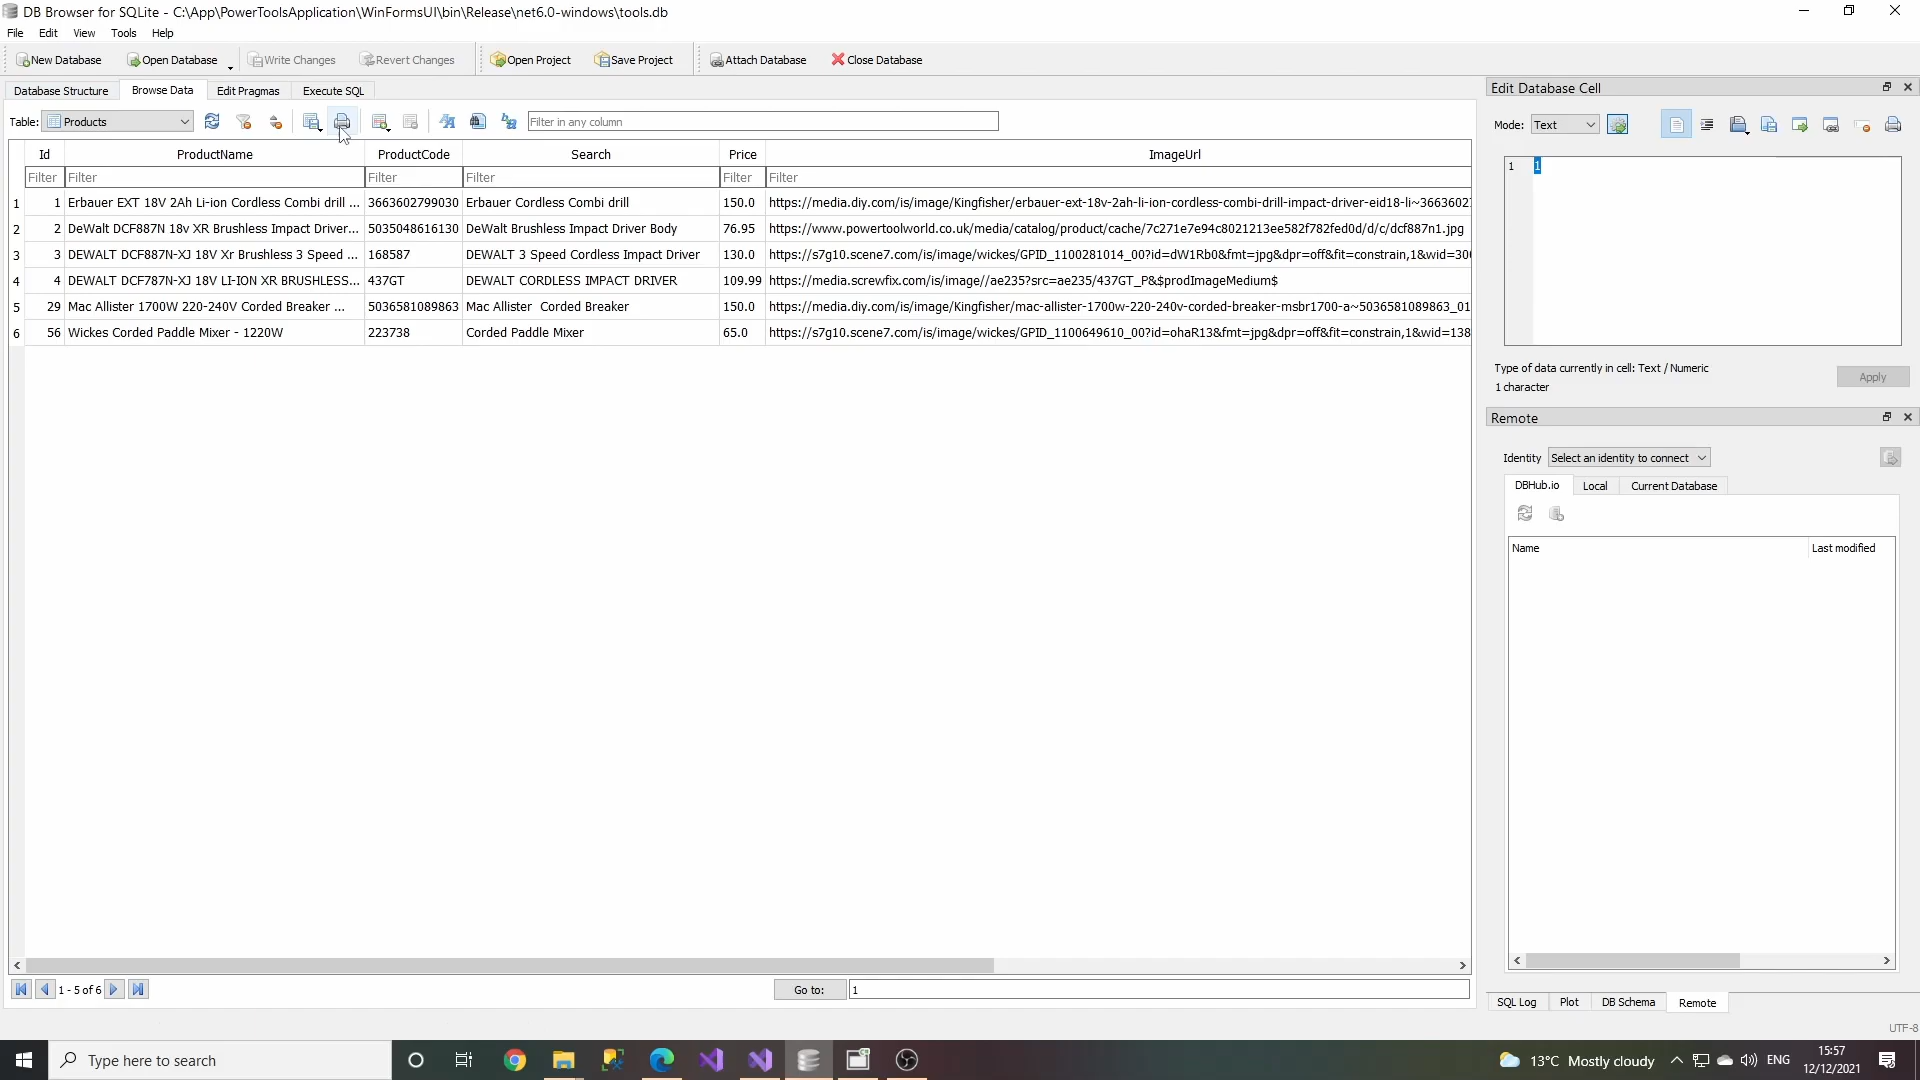 DB Browser for SQLite - C:\App\PowerToolsApplication\WinFormsUI\bin\Release\net6.0-windows\tools.db
File Edit View Tools Help
New Database Open Database Write Changes Revert Changes Open Project Save Project Attach Database Close Database
Database Structure Browse Data Edit Pragmas Execute SQL
Table: Products Filter in any column
Id ProductName ProductCode Search Price ImageUrl
Filter Filter Filter Filter Filter Filter
1 1 Erbauer EXT 18V 2Ah Li-ion Cordless Combi drill ... 3663602799030 Erbauer Cordless Combi drill 150.0 https://media.diy.com/is/image/Kingfisher/erbauer-ext-18v-2ah-li-ion-cordless-combi-drill-impact-driver-eid18-li~3663602
2 2 DeWalt DCF887N 18v XR Brushless Impact Driver... 5035048616130 DeWalt Brushless Impact Driver Body 76.95 https://www.powertoolworld.co.uk/media/catalog/product/cache/7c271e7e94c8021213ee582f782fed0d/d/c/dcf887n1.jpg
3 3 DEWALT DCF887N-XJ 18V Xr Brushless 3 Speed ... 168587 DEWALT 3 Speed Cordless Impact Driver 130.0 https://s7g10.scene7.com/is/image/wickes/GPID_1100281014_00?id=dW1Rb0&fmt=jpg&dpr=off&fit=constrain,1&wid=30
4 4 DEWALT DCF787N-XJ 18V LI-ION XR BRUSHLESS... 437GT DEWALT CORDLESS IMPACT DRIVER 109.99 https://media.screwfix.com/is/image//ae235?src=ae235/437GT_P&$prodImageMedium$
5 29 Mac Allister 1700W 220-240V Corded Breaker ... 5036581089863 Mac Allister  Corded Breaker 150.0 https://media.diy.com/is/image/Kingfisher/mac-allister-1700w-220-240v-corded-breaker-msbr1700-a~5036581089863_01
6 56 Wickes Corded Paddle Mixer - 1220W 223738 Corded Paddle Mixer 65.0 https://s7g10.scene7.com/is/image/wickes/GPID_1100649610_00?id=ohaR13&fmt=jpg&dpr=off&fit=constrain,1&wid=138
1 - 5 of 6 Go to: 1
Edit Database Cell
Mode: Text
1 1
Type of data currently in cell: Text / Numeric
1 character
Apply
Remote
Identity Select an identity to connect
DBHub.io Local Current Database
Name Last modified
SQL Log Plot DB Schema Remote
UTF-8
Type here to search
13°C Mostly cloudy ENG
15:57
12/12/2021